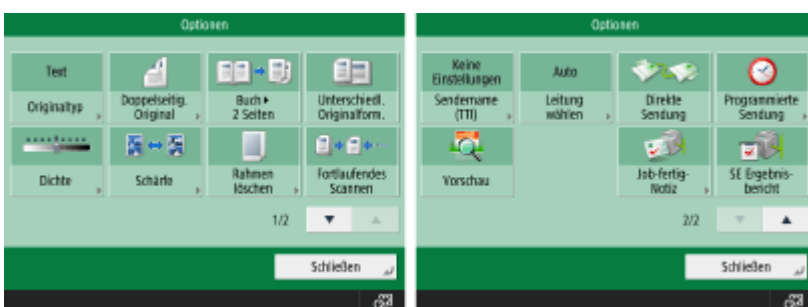 Optionen
Text
Originaltyp
Doppelseitig.
Original
Buch ▸
2 Seiten
Unterschiedl.
Originalform.
Dichte
Schärfe
Rahmen
löschen
Fortlaufendes
Scannen
1/2
Schließen
Optionen
Keine
Einstellungen
Sendername
(TTI)
Auto
Leitung
wählen
Direkte
Sendung
Programmierte
Sendung
Vorschau
Job-fertig-
Notiz
SE Ergebnis-
bericht
2/2
Schließen